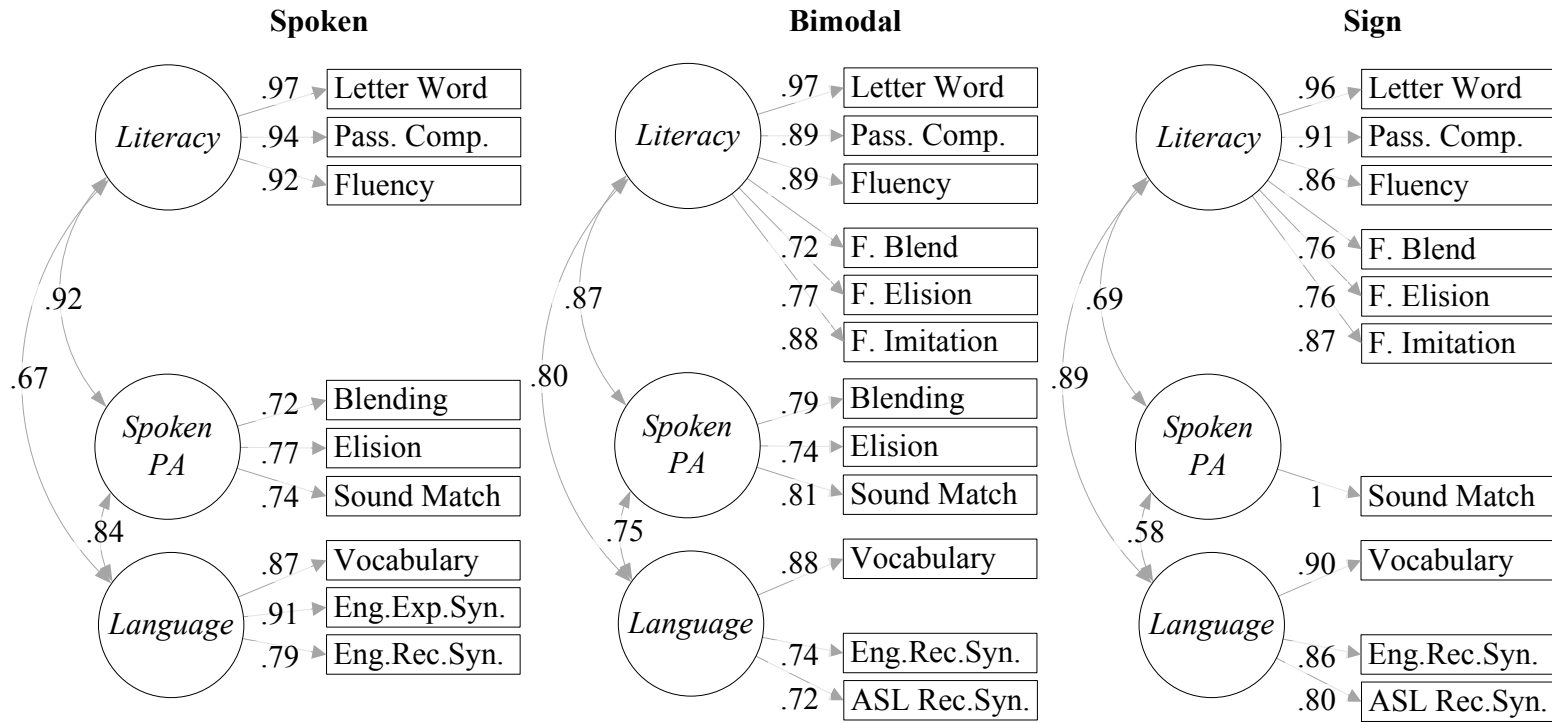 Spoken
Literacy
.97
Letter Word
.94
Pass. Comp.
.92
Fluency
.92
.67
Spoken
PA
.72
Blending
.77
Elision
.74
Sound Match
.84
Language
.87
Vocabulary
.91
Eng.Exp.Syn.
.79
Eng.Rec.Syn.
Bimodal
Literacy
.97
Letter Word
.89
Pass. Comp.
.89
Fluency
.72
F. Blend
.77
F. Elision
.88
F. Imitation
.87
.80
Spoken
PA
.79
Blending
.74
Elision
.81
Sound Match
.75
Language
.88
Vocabulary
.74
Eng.Rec.Syn.
.72
ASL Rec.Syn.
Sign
Literacy
.96
Letter Word
.91
Pass. Comp.
.86
Fluency
.76
F. Blend
.76
F. Elision
.87
F. Imitation
.69
.89
Spoken
PA
1
Sound Match
.58
Language
.90
Vocabulary
.86
Eng.Rec.Syn.
.80
ASL Rec.Syn.